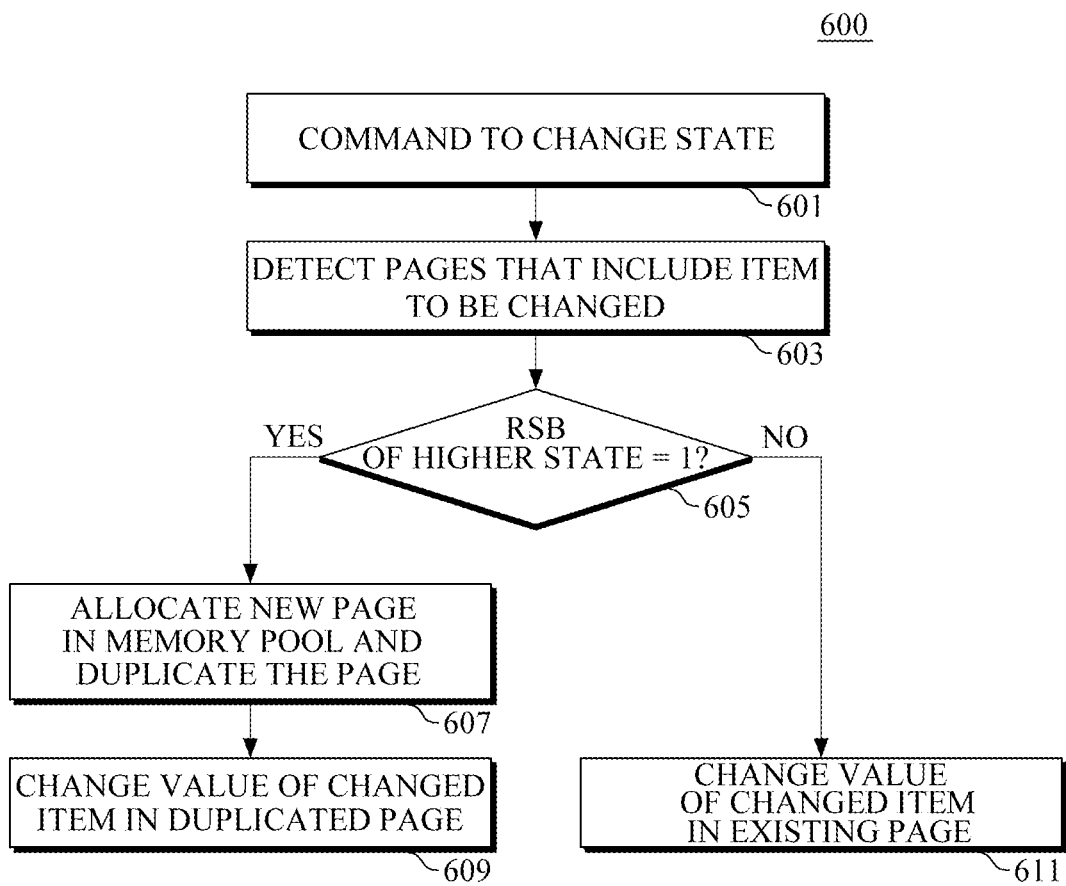 600
COMMAND TO CHANGE STATE
601
DETECT PAGES THAT INCLUDE ITEM
TO BE CHANGED
603
YES
RSB
OF HIGHER STATE = 1?
NO
605
ALLOCATE NEW PAGE
IN MEMORY POOL AND
DUPLICATE THE PAGE
607
CHANGE VALUE OF CHANGED
ITEM IN DUPLICATED PAGE
609
CHANGE VALUE
OF CHANGED ITEM
IN EXISTING PAGE
611